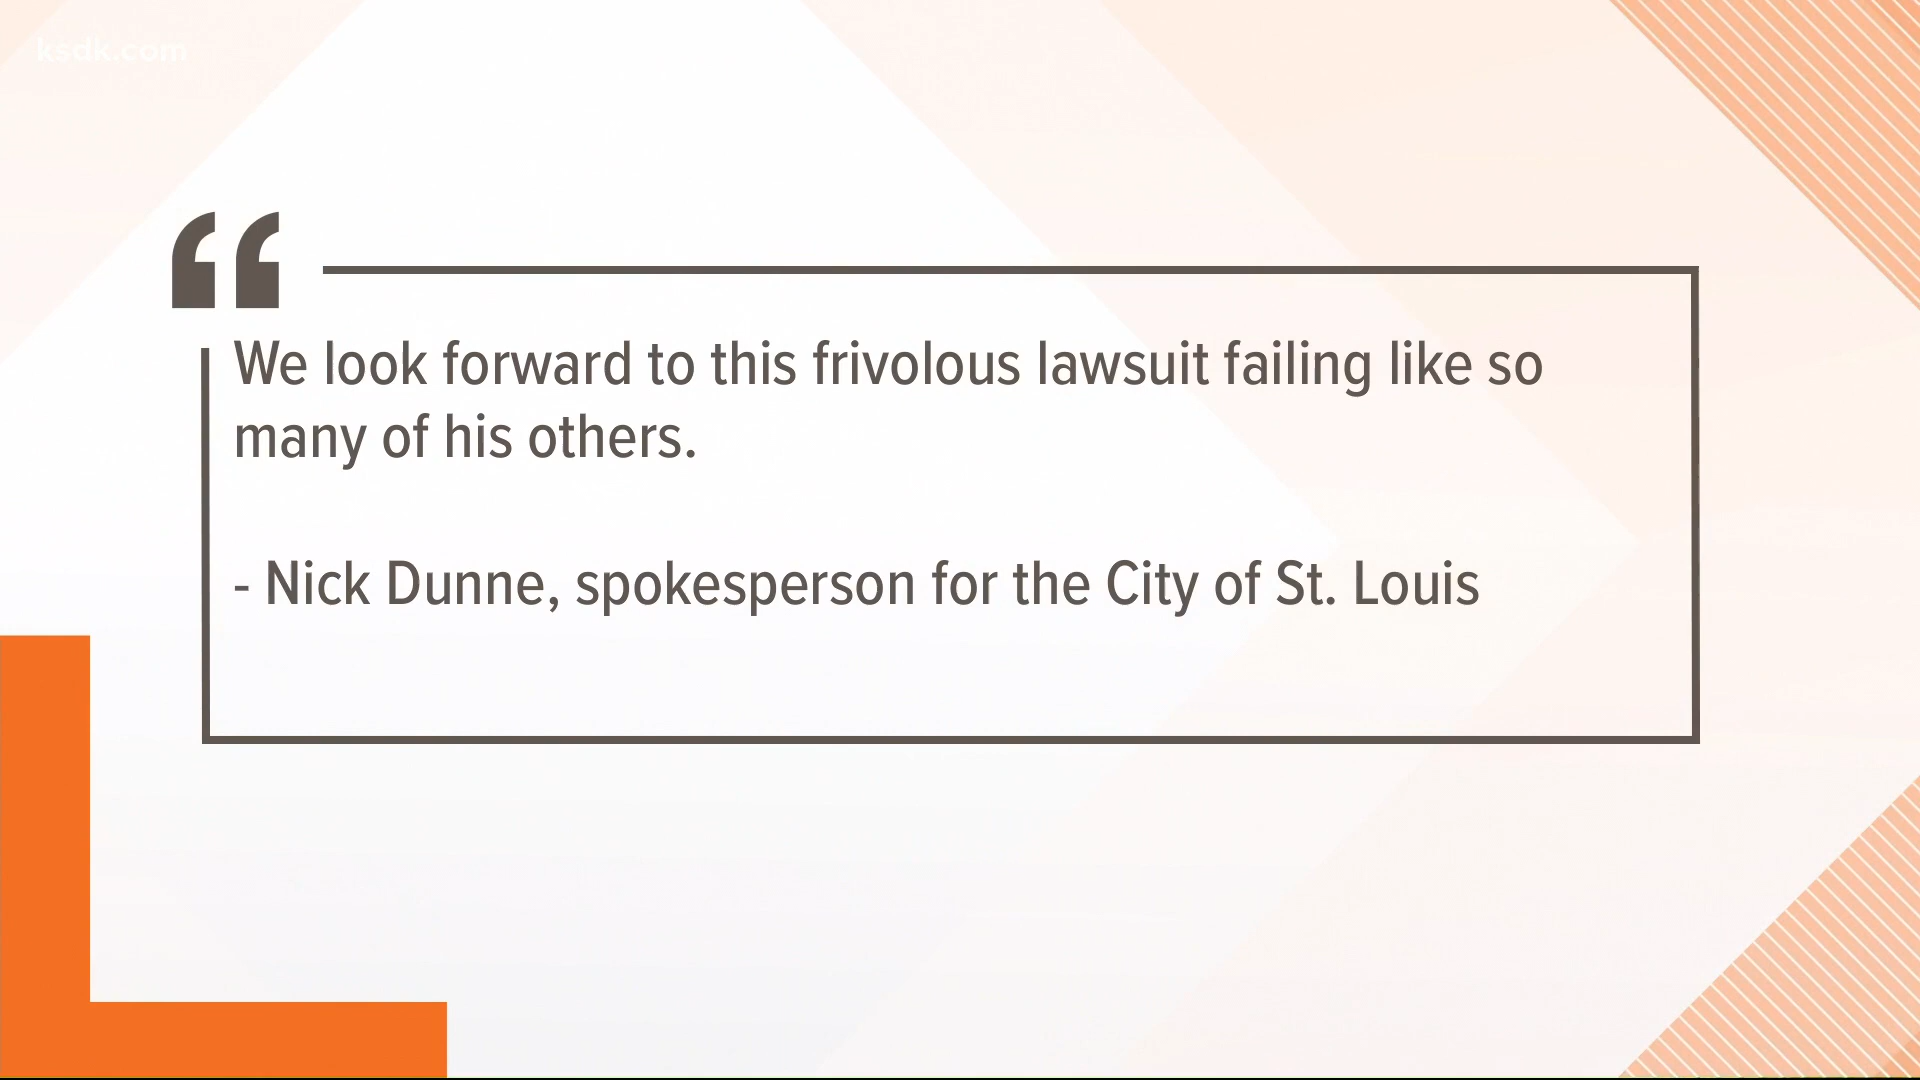 ksdk.com
“
We look forward to this frivolous lawsuit failing like so
many of his others.
- Nick Dunne, spokesperson for the City of St. Louis